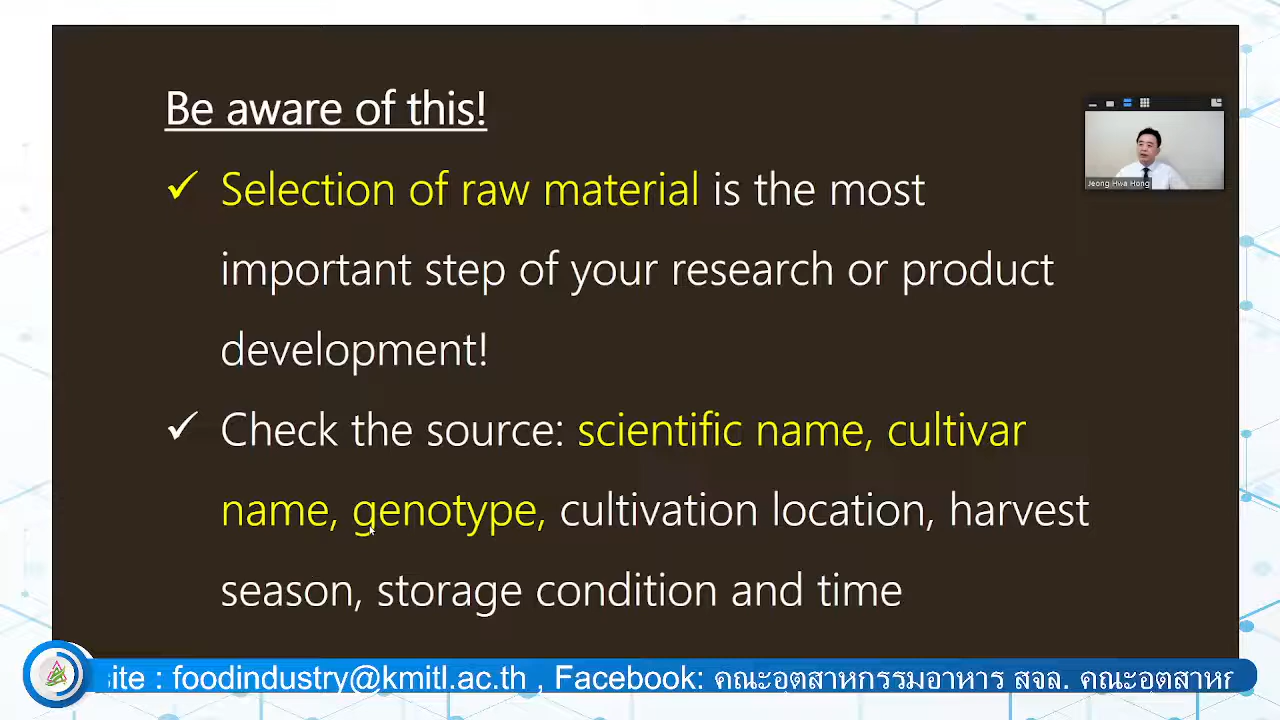 Be aware of this!
✓ Selection of raw material is the most
important step of your research or product
development!
✓ Check the source: scientific name, cultivar
name, genotype, cultivation location, harvest
season, storage condition and time
Jeong Hwa Hong
site : foodindustry@kmitl.ac.th , Facebook: คณะอุตสาหกรรมอาหาร สจล. คณะอุตสาหก